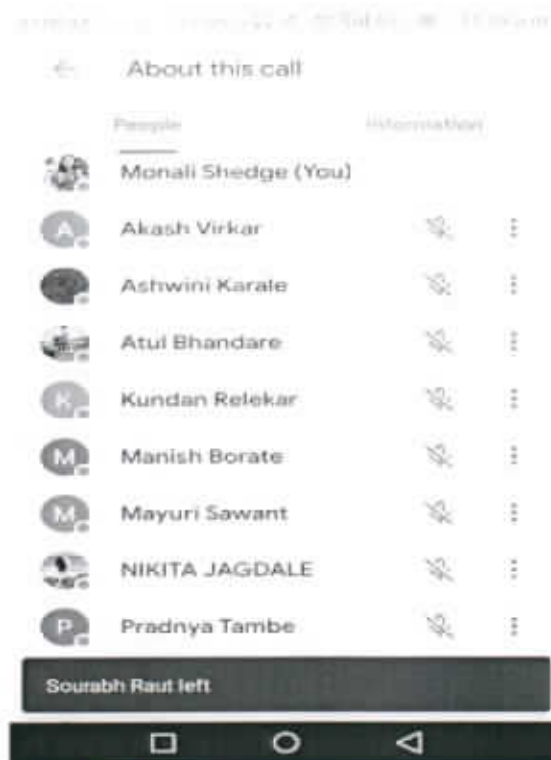 About this call
People Information
Monali Shedge (You)
A Akash Virkar
Ashwini Karale
Atul Bhandare
K Kundan Relekar
M Manish Borate
M Mayuri Sawant
NIKITA JAGDALE
P Pradnya Tambe
Sourabh Raut left